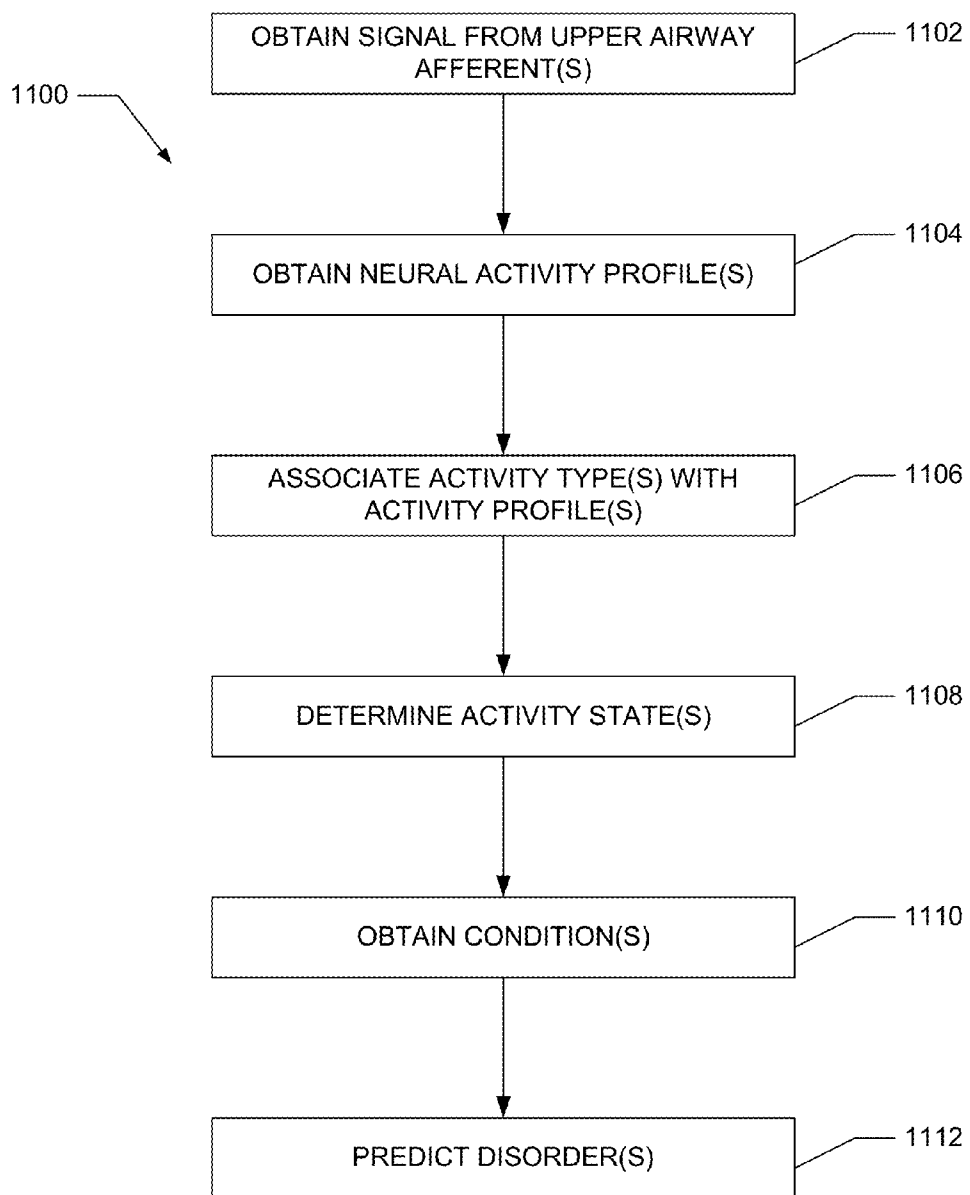 OBTAIN SIGNAL FROM UPPER AIRWAY
AFFERENT(S)
1102
1100
OBTAIN NEURAL ACTIVITY PROFILE(S)
1104
ASSOCIATE ACTIVITY TYPE(S) WITH
ACTIVITY PROFILE(S)
1106
DETERMINE ACTIVITY STATE(S)
1108
OBTAIN CONDITION(S)
1110
PREDICT DISORDER(S)
1112